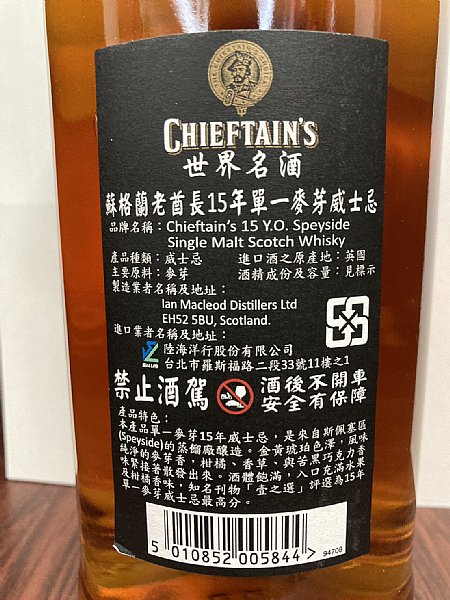 THE CHIEFTAIN'S CHOICE
CHIEFTAIN'S
世界名酒
蘇格蘭老酋長15年單一麥芽威士忌
品牌名稱：Chieftain's 15 Y.O. Speyside
Single Malt Scotch Whisky
產品種類：威士忌 進口酒之原產地：英國
主要原料：麥芽 酒精成份及容量：見標示
製造業者名稱及地址：
Ian Macleod Distillers Ltd
EH52 5BU, Scotland.
進口業者名稱及地址：
陸海洋行股份有限公司
台北市羅斯福路二段33號11樓之1
禁止酒駕 酒後不開車
安全有保障
產品特色：
本產品單一麥芽15年威士忌，是來自斯佩塞區
(Speyside)的蒸餾廠釀造。金黃琥珀色澤，風味
純淨的麥芽香，柑橘、香草、與苦黑巧克力香
味緊接著散發出來。酒體飽滿，入口充滿水果
及柑橘香味，知名刊物「壹之選」評選為15年
單一麥芽威士忌最高分。
5 010852 005844 >
94708